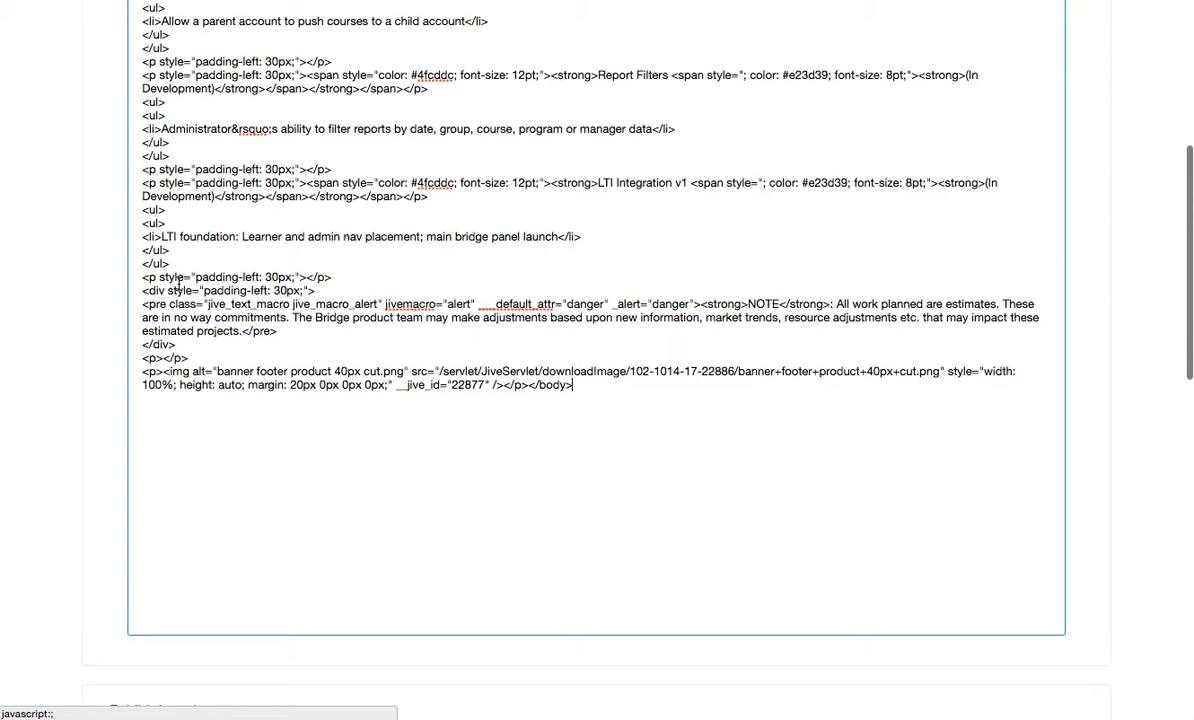 <ul>
<li>Allow a parent account to push courses to a child account</li>
</ul>
</ul>
<p style="padding-left: 30px;"></p>
<p style="padding-left: 30px;"><span style="color: #4fcddc; font-size: 12pt;"><strong>Report Filters <span style="; color: #e23d39; font-size: 8pt;"><strong>(In
Development)</strong></span></strong></span></p>
<ul>
<ul>
<li>Administrator&rsquo;s ability to filter reports by date, group, course, program or manager data</li>
</ul>
</ul>
<p style="padding-left: 30px;"></p>
<p style="padding-left: 30px;"><span style="color: #4fcddc; font-size: 12pt;"><strong>LTI Integration v1 <span style="; color: #e23d39; font-size: 8pt;"><strong>(In
Development)</strong></span></strong></span></p>
<ul>
<ul>
<li>LTI foundation: Learner and admin nav placement; main bridge panel launch</li>
</ul>
</ul>
<p style="padding-left: 30px;"></p>
<div style="padding-left: 30px;">
<pre class="jive_text_macro jive_macro_alert" jivemacro="alert" ___default_attr="danger" _alert="danger"><strong>NOTE</strong>: All work planned are estimates. These
are in no way commitments. The Bridge product team may make adjustments based upon new information, market trends, resource adjustments etc. that may impact these
estimated projects.</pre>
</div>
<p></p>
<p><img alt="banner footer product 40px cut.png" src="/servlet/JiveServlet/downloadImage/102-1014-17-22886/banner+footer+product+40px+cut.png" style="width:
100%; height: auto; margin: 20px 0px 0px 0px;" __jive_id="22877" /></p></body>
javascript:;